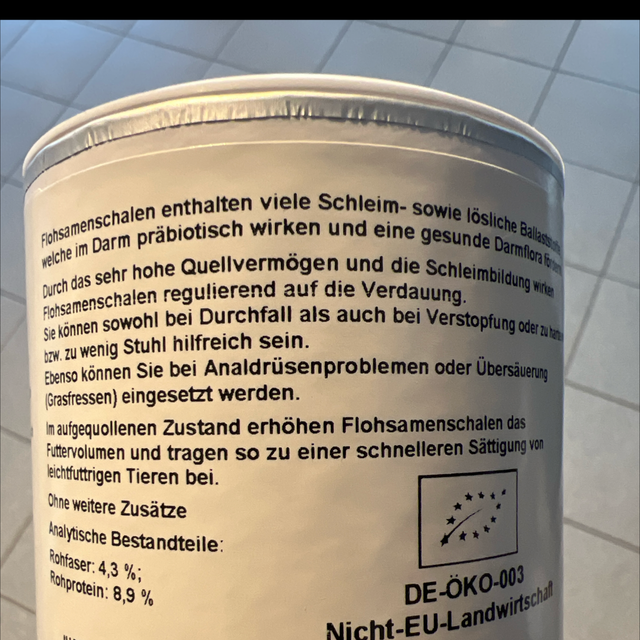 Flohsamenschalen enthalten viele Schleim- sowie lösliche
welche im Darm präbiotisch wirken und eine gesunde Darmflora
Durch das sehr hohe Quellvermögen und die Schleimbildung wirken
Flohsamenschalen regulierend auf die Verdauung.
Sie können sowohl bei Durchfall als auch bei Verstopfung oder zu
bzw. zu wenig Stuhl hilfreich sein.
Ebenso können Sie bei Analdrüsenproblemen oder Übersäuerung
(Grasfressen) eingesetzt werden.
Im aufgequollenen Zustand erhöhen Flohsamenschalen das
Futtervolumen und tragen so zu einer schnelleren Sättigung von
leichtfuttrigen Tieren bei.
Ohne weitere Zusätze
Analytische Bestandteile:
Rohfaser: 4,3 %;
Rohprotein: 8,9 %
DE-ÖKO-003
Nicht-EU-Landwirtschaft